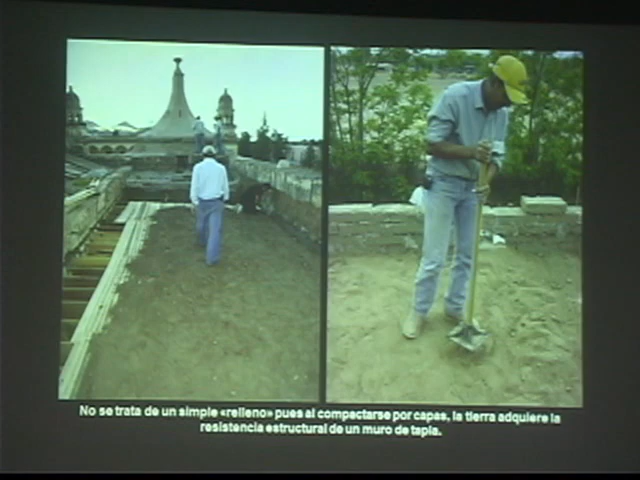 No se trata de un simple «relleno» pues al compactarse por capas, la tierra adquiere la
resistencia estructural de un muro de tapia.